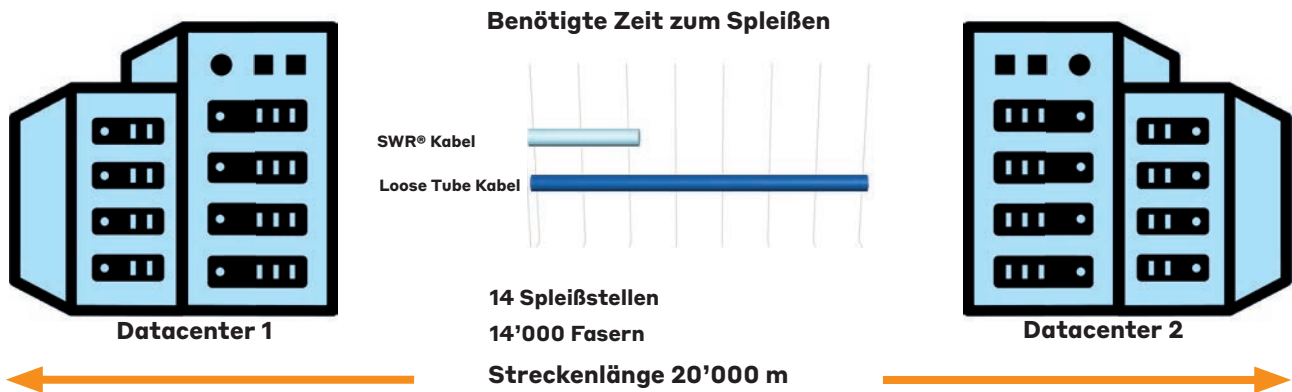 Benötigte Zeit zum Spleißen
SWR® Kabel
Loose Tube Kabel
14 Spleißstellen
14’000 Fasern
Datacenter 1
Datacenter 2
Streckenlänge 20’000 m